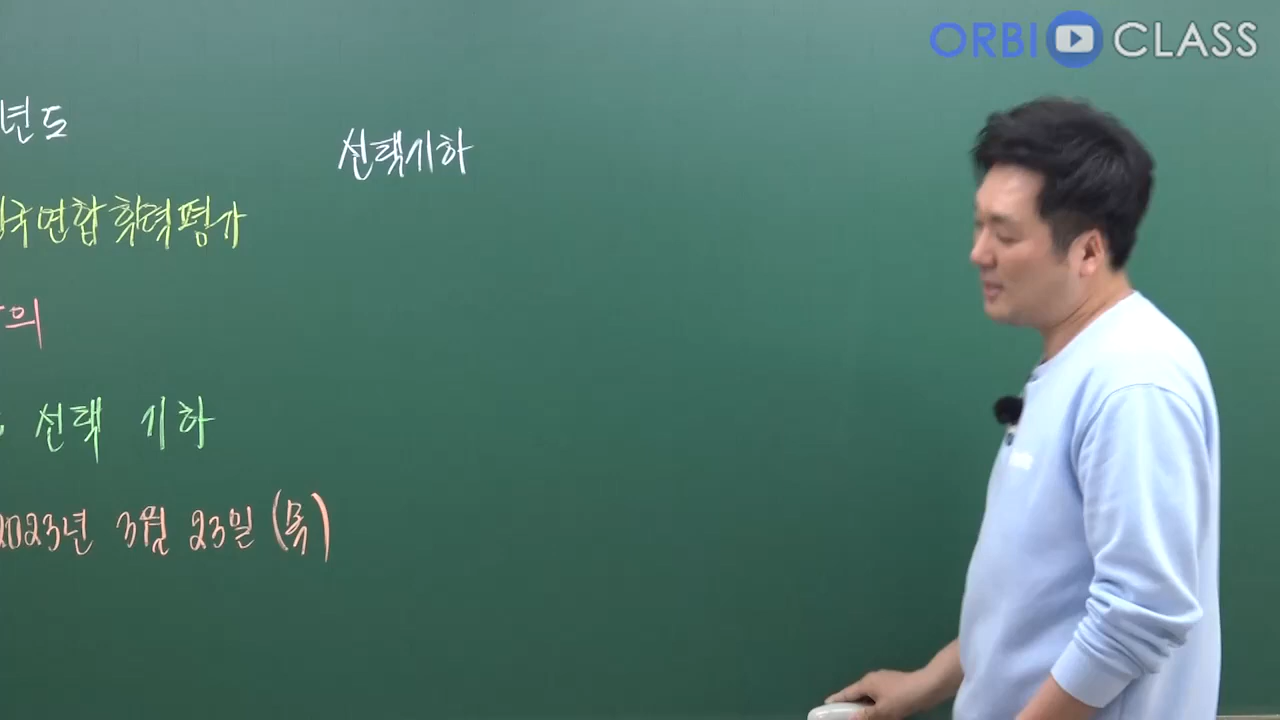 ORBI CLASS
년도
선택기하
국연합학력평가
의
선택 기하
2023년 3월 23일 (목)